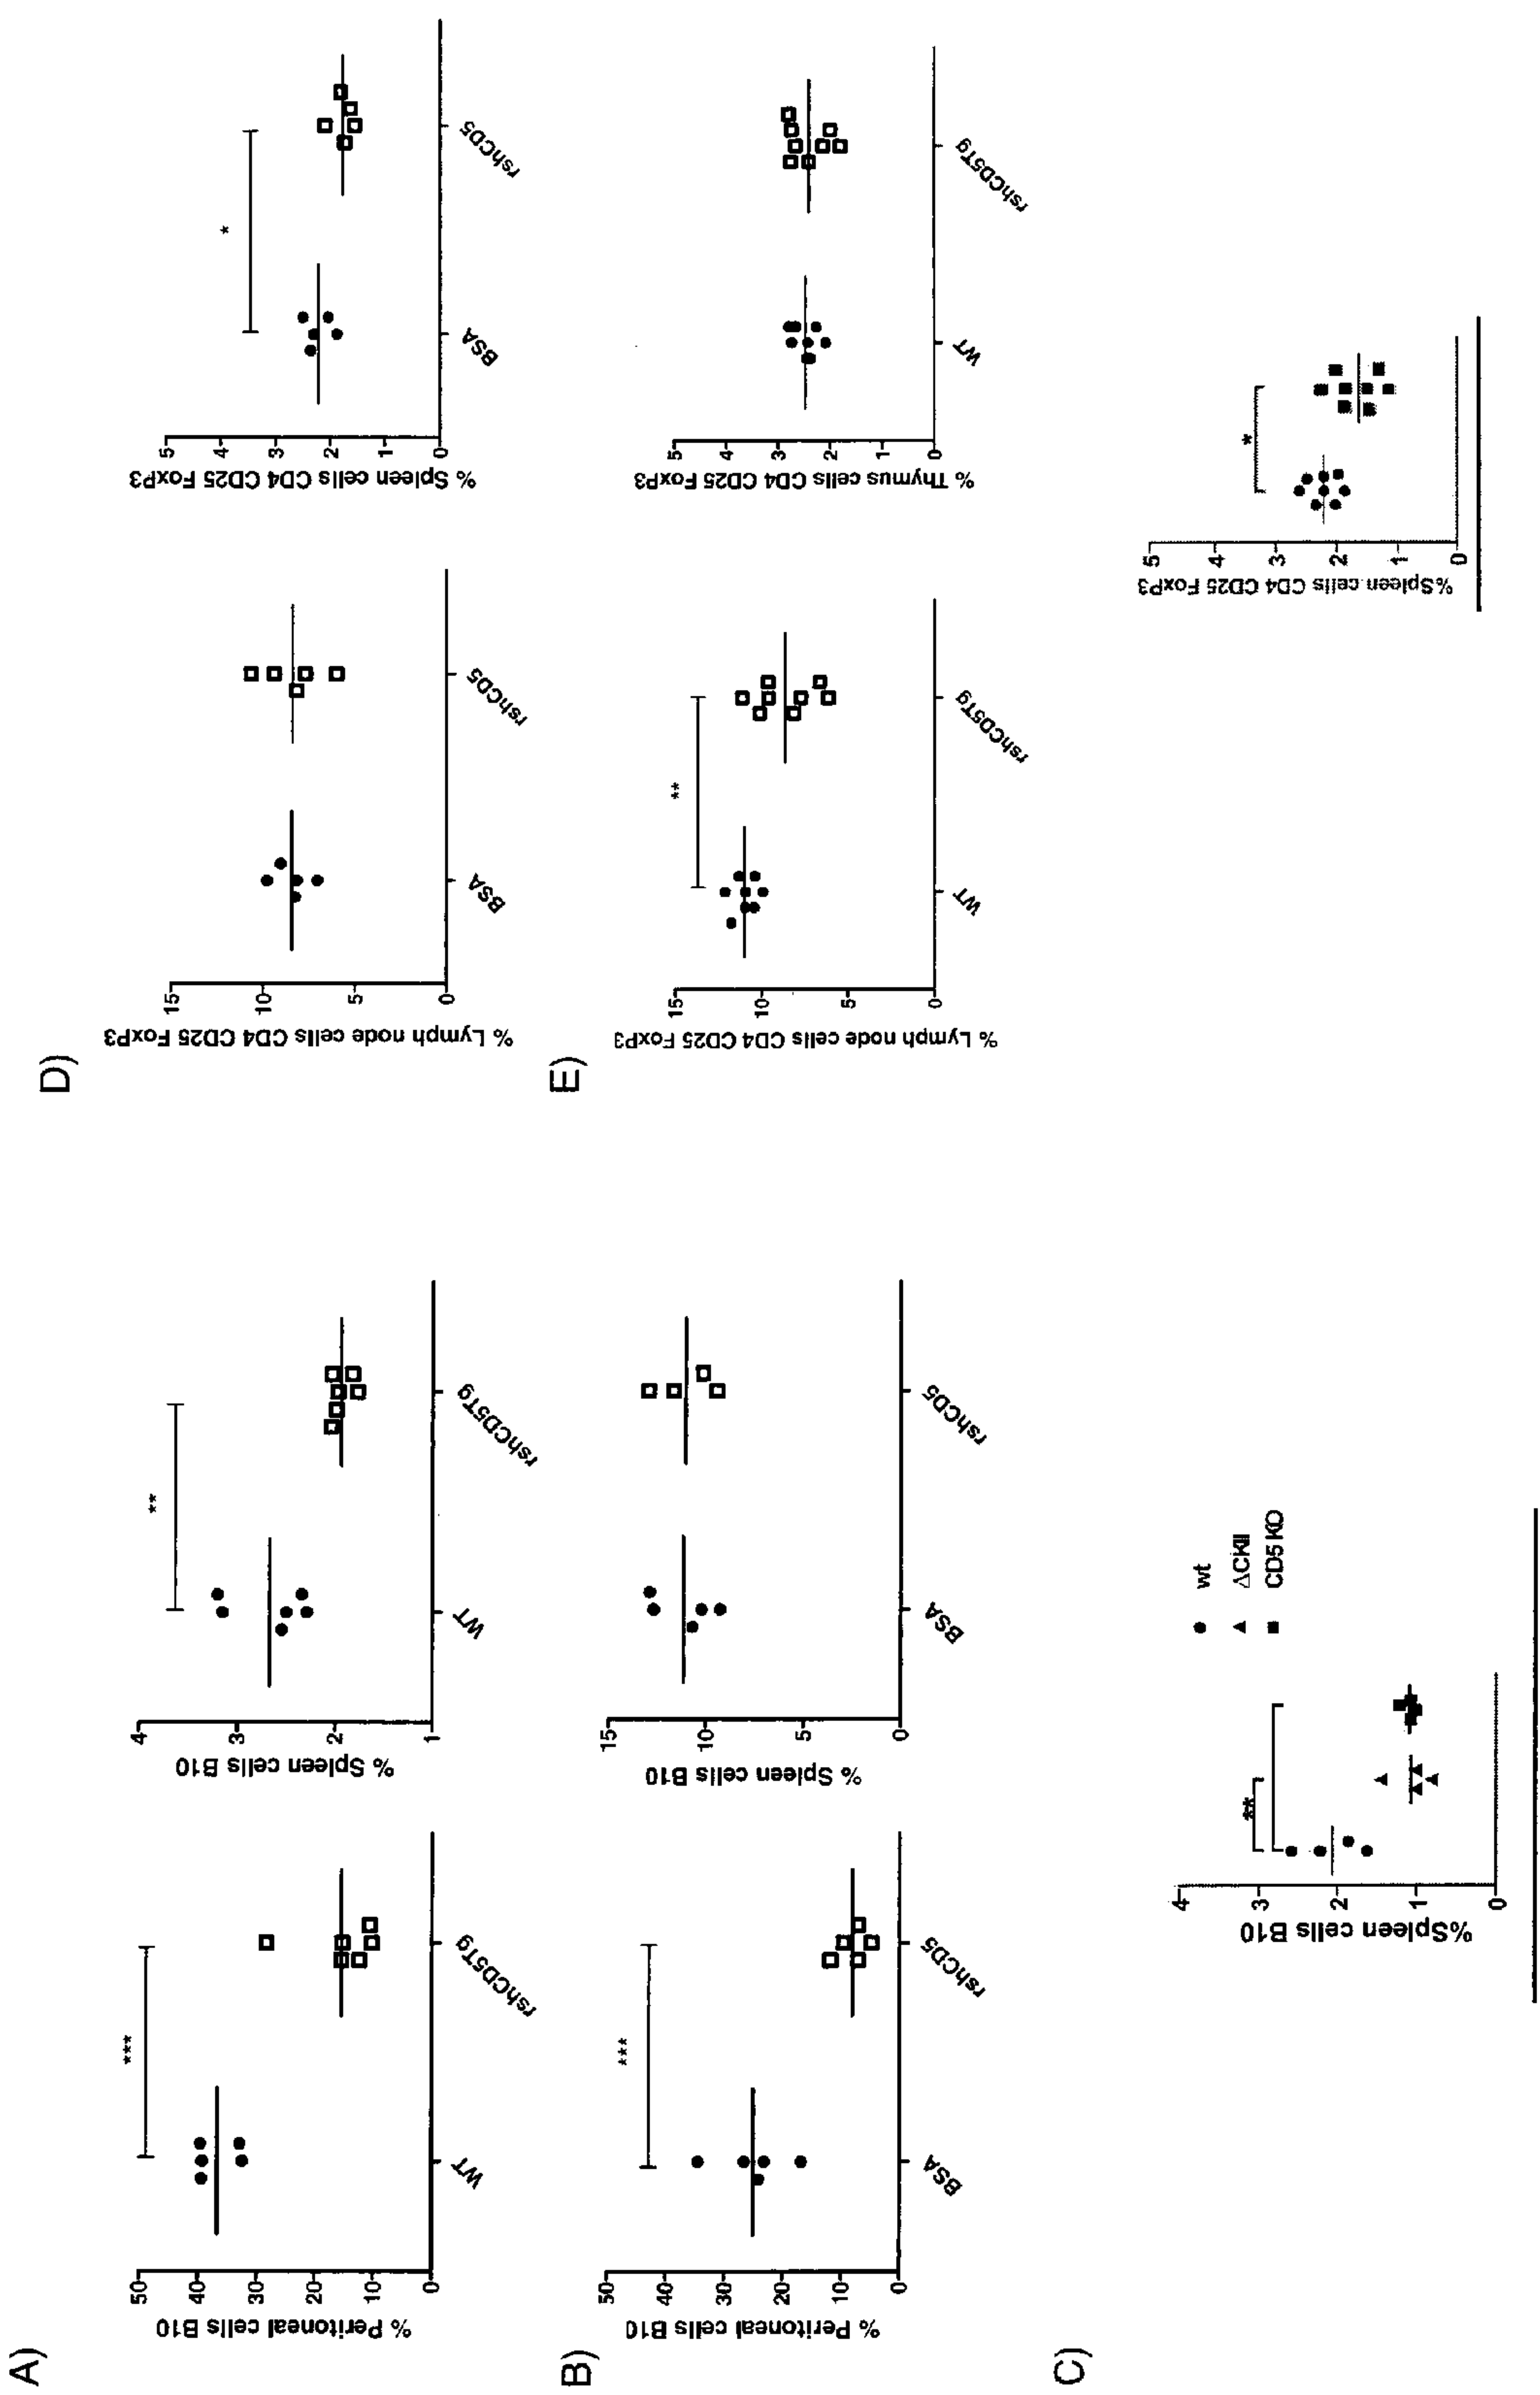 A)
% Peritoneal cells B10
50
40
30
20
10
0
***
WT
rshCD5Tg
% Spleen cells B10
4
3
2
1
**
WT
rshCD5Tg
B)
% Peritoneal cells B10
50
40
30
20
10
0
***
BSA
rshCD5
% Spleen cells B10
15
10
5
0
BSA
rshCD5
C)
%Spleen cells B10
4
3
2
1
0
**
wt
ΔCKII
CD5 KO
D)
% Lymph node cells CD4 CD25 FoxP3
15
10
5
0
BSA
rshCD5
% Spleen cells CD4 CD25 FoxP3
5
4
3
2
1
0
*
BSA
rshCD5
E)
% Lymph node cells CD4 CD25 FoxP3
15
10
5
0
**
WT
rshCD5Tg
% Thymus cells CD4 CD25 FoxP3
5
4
3
2
1
0
WT
rshCD5Tg
%Spleen cells CD4 CD25 FoxP3
5
4
3
2
1
0
*